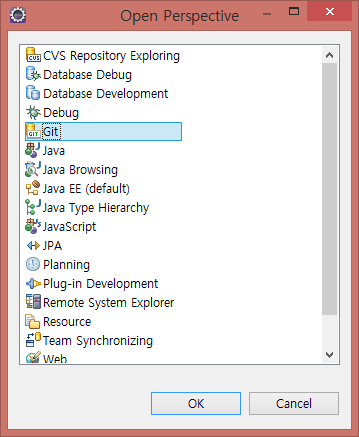 Open Perspective
CVS Repository Exploring
Database Debug
Database Development
Debug
Git
Java
Java Browsing
Java EE (default)
Java Type Hierarchy
JavaScript
JPA
Planning
Plug-in Development
Remote System Explorer
Resource
Team Synchronizing
Web
OK
Cancel